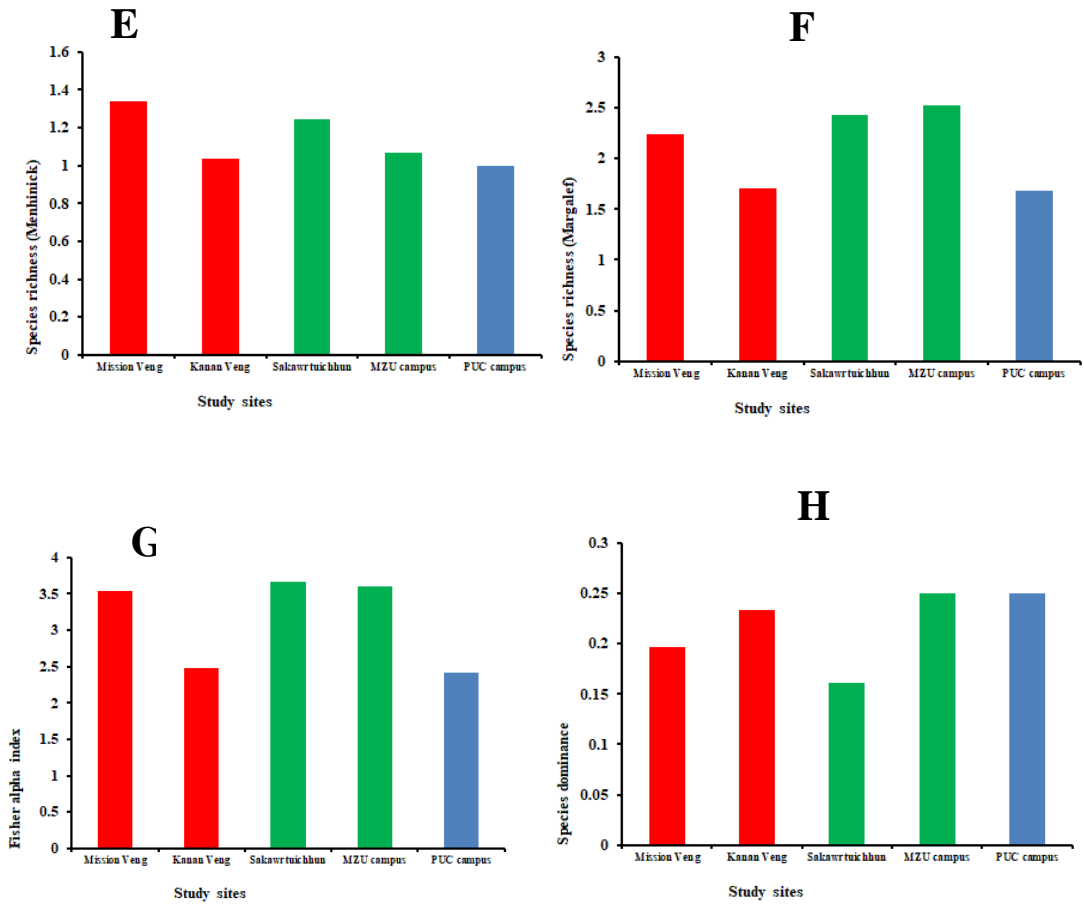 E
Species richness (Menhinick)
1.6
1.4
1.2
1
0.8
0.6
0.4
0.2
0
Mission Veng Kanan Veng Sakawrtuichhun MZU campus PUC campus
Study sites
F
Species richness (Margalef)
3
2.5
2
1.5
1
0.5
0
Mission Veng Kanan Veng Sakawrtuichhun MZU campus PUC campus
Study sites
G
Fisher alpha index
4
3.5
3
2.5
2
1.5
1
0.5
0
Mission Veng Kanan Veng Sakawrtuichhun MZU campus PUC campus
Study sites
H
Species dominance
0.3
0.25
0.2
0.15
0.1
0.05
0
Mission Veng Kanan Veng Sakawrtuichhun MZU campus PUC campus
Study sites